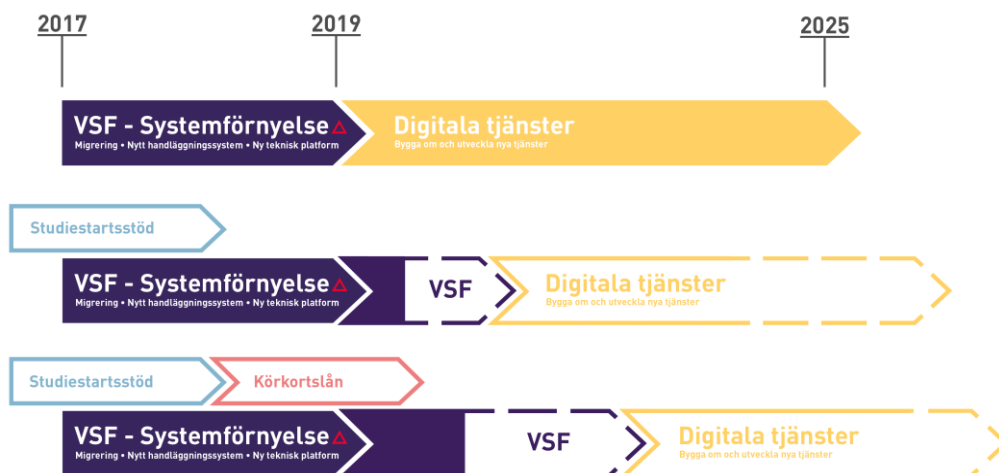 2017
2019
2025
VSF - Systemförnyelse
Migrering • Nytt handläggningssystem • Ny teknisk platform
Digitala tjänster
Bygga om och utveckla nya tjänster
Studiestartsstöd
VSF - Systemförnyelse
Migrering • Nytt handläggningssystem • Ny teknisk platform
VSF
Digitala tjänster
Bygga om och utveckla nya tjänster
Studiestartsstöd
Körkortslån
VSF - Systemförnyelse
Migrering • Nytt handläggningssystem • Ny teknisk platform
VSF
Digitala tjänster
Bygga om och utveckla nya tjänster